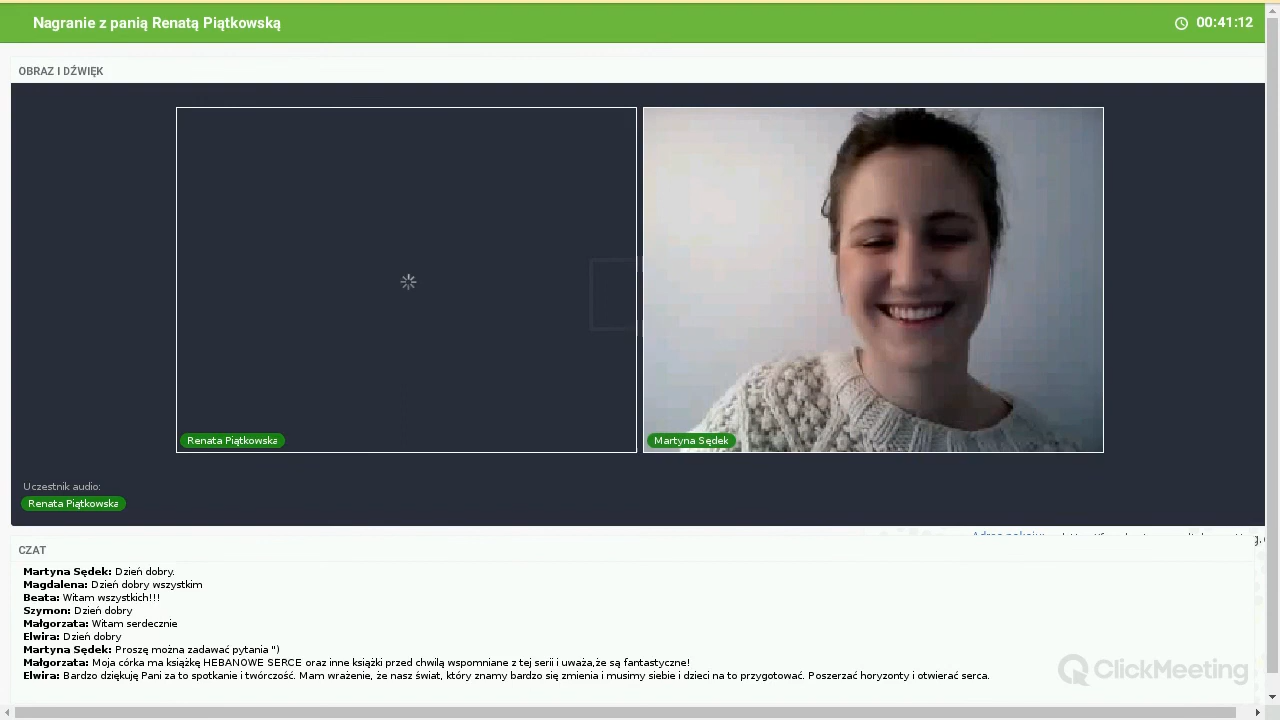 Nagranie z panią Renatą Piątkowską
00:41:12
OBRAZ I DŹWIĘK
Renata Piątkowska
Martyna Sędek
Uczestnik audio:
Renata Piątkowska
CZAT
Martyna Sędek: Dzień dobry.
Magdalena: Dzień dobry wszystkim
Beata: Witam wszystkich!!!
Szymon: Dzień dobry
Małgorzata: Witam serdecznie
Elwira: Dzień dobry
Martyna Sędek: Proszę można zadawać pytania ")
Małgorzata: Moja córka ma książkę HEBANOWE SERCE oraz inne książki przed chwilą wspomniane z tej serii i uważa,że są fantastyczne!
Elwira: Bardzo dziękuję Pani za to spotkanie i twórczość. Mam wrażenie, że nasz świat, który znamy bardzo się zmienia i musimy siebie i dzieci na to przygotować. Poszerzać horyzonty i otwierać serca.
ClickMeeting